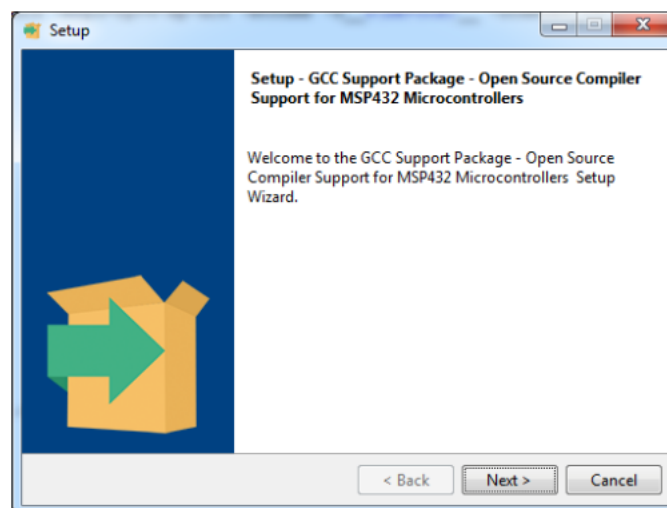 Setup
Setup - GCC Support Package - Open Source Compiler
Support for MSP432 Microcontrollers
Welcome to the GCC Support Package - Open Source
Compiler Support for MSP432 Microcontrollers  Setup
Wizard.
< Back
Next >
Cancel